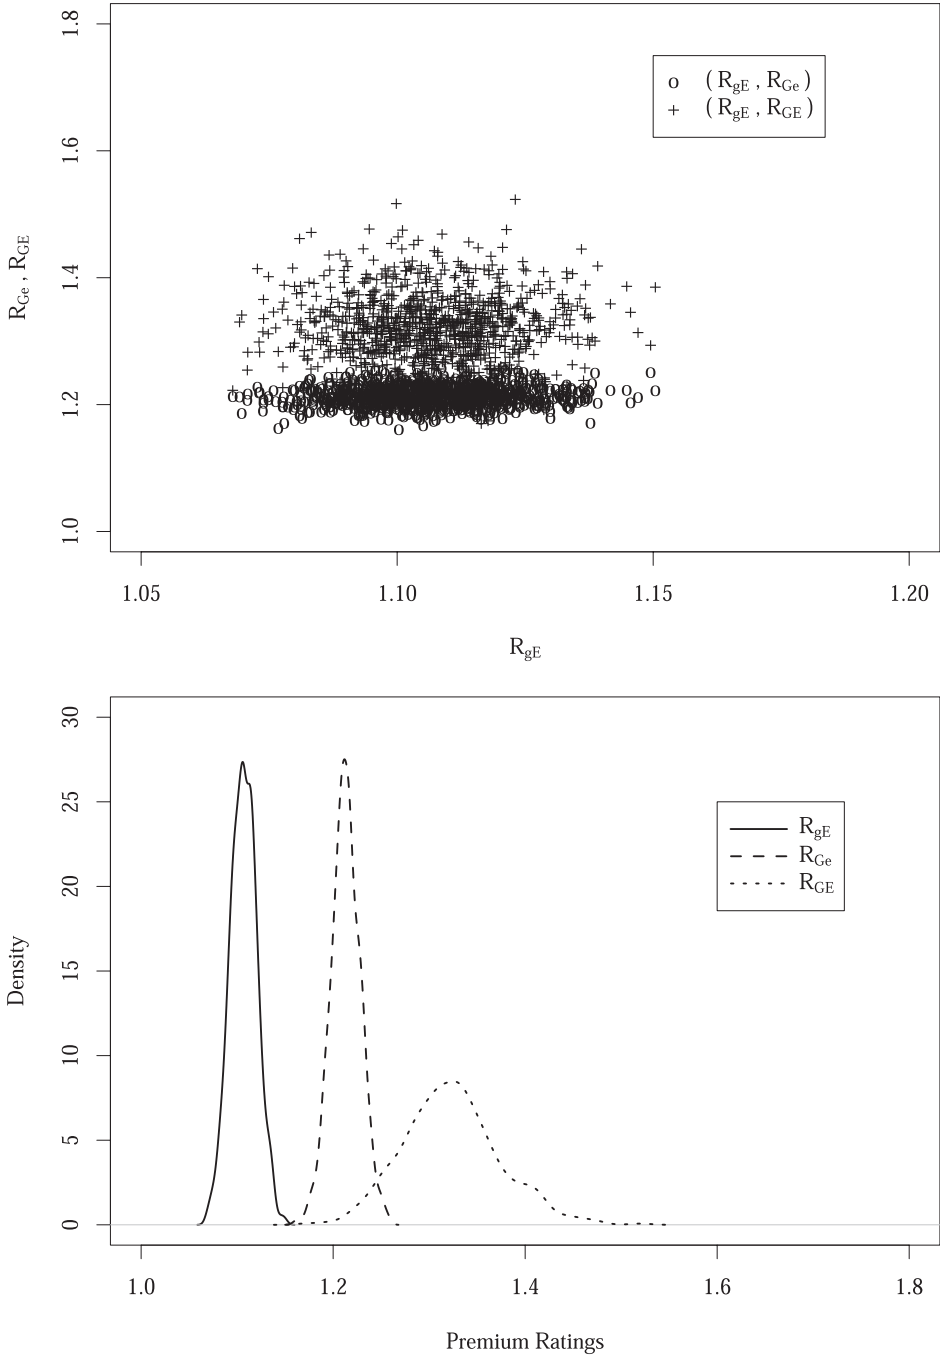 1.8
1.6
1.4
1.2
1.0
R_Ge , R_GE
o ( R_gE , R_Ge )
+ ( R_gE , R_GE )
1.05 1.10 1.15 1.20
R_gE
30
25
20
15
10
5
0
Density
R_gE
R_Ge
R_GE
1.0 1.2 1.4 1.6 1.8
Premium Ratings